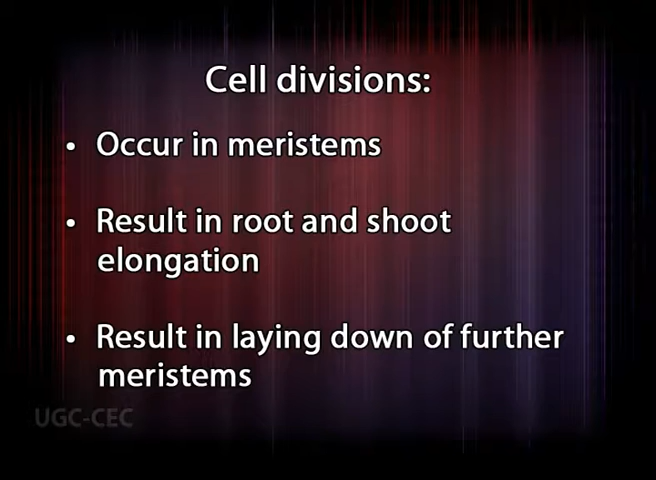 Cell divisions:
• Occur in meristems
• Result in root and shoot
elongation
• Result in laying down of further
meristems
UGC-CEC